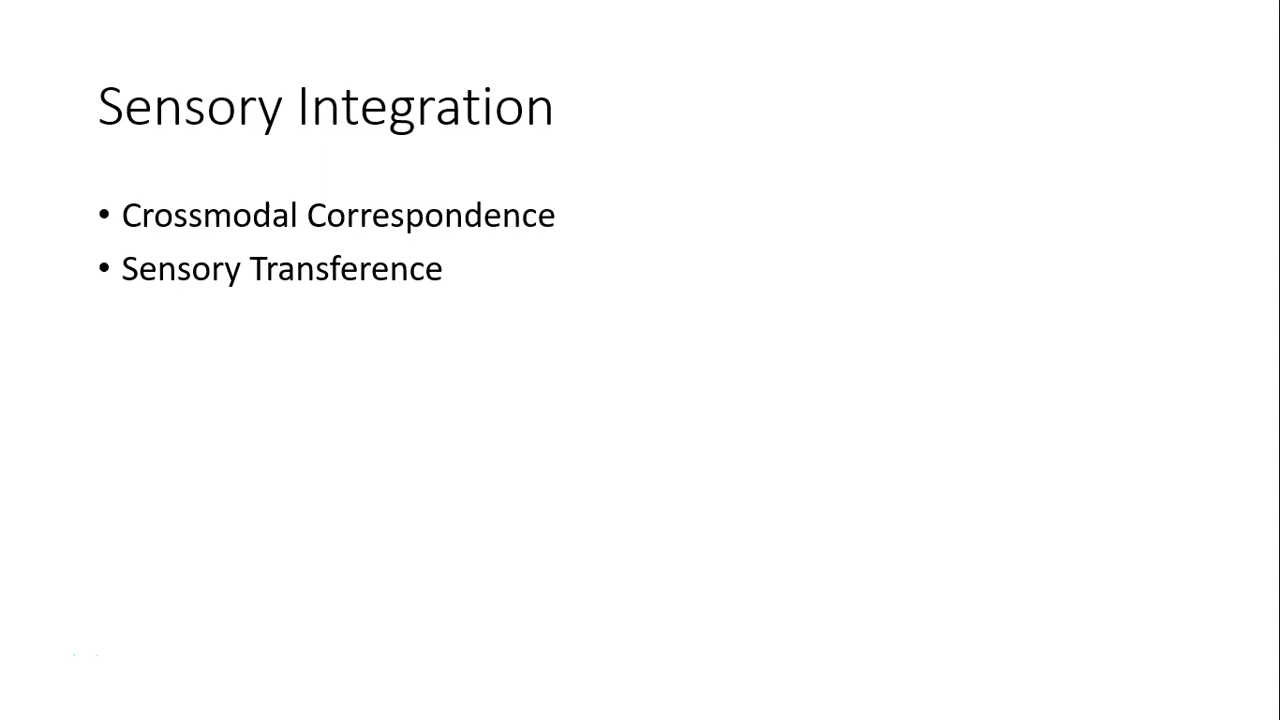 Sensory Integration
• Crossmodal Correspondence
• Sensory Transference